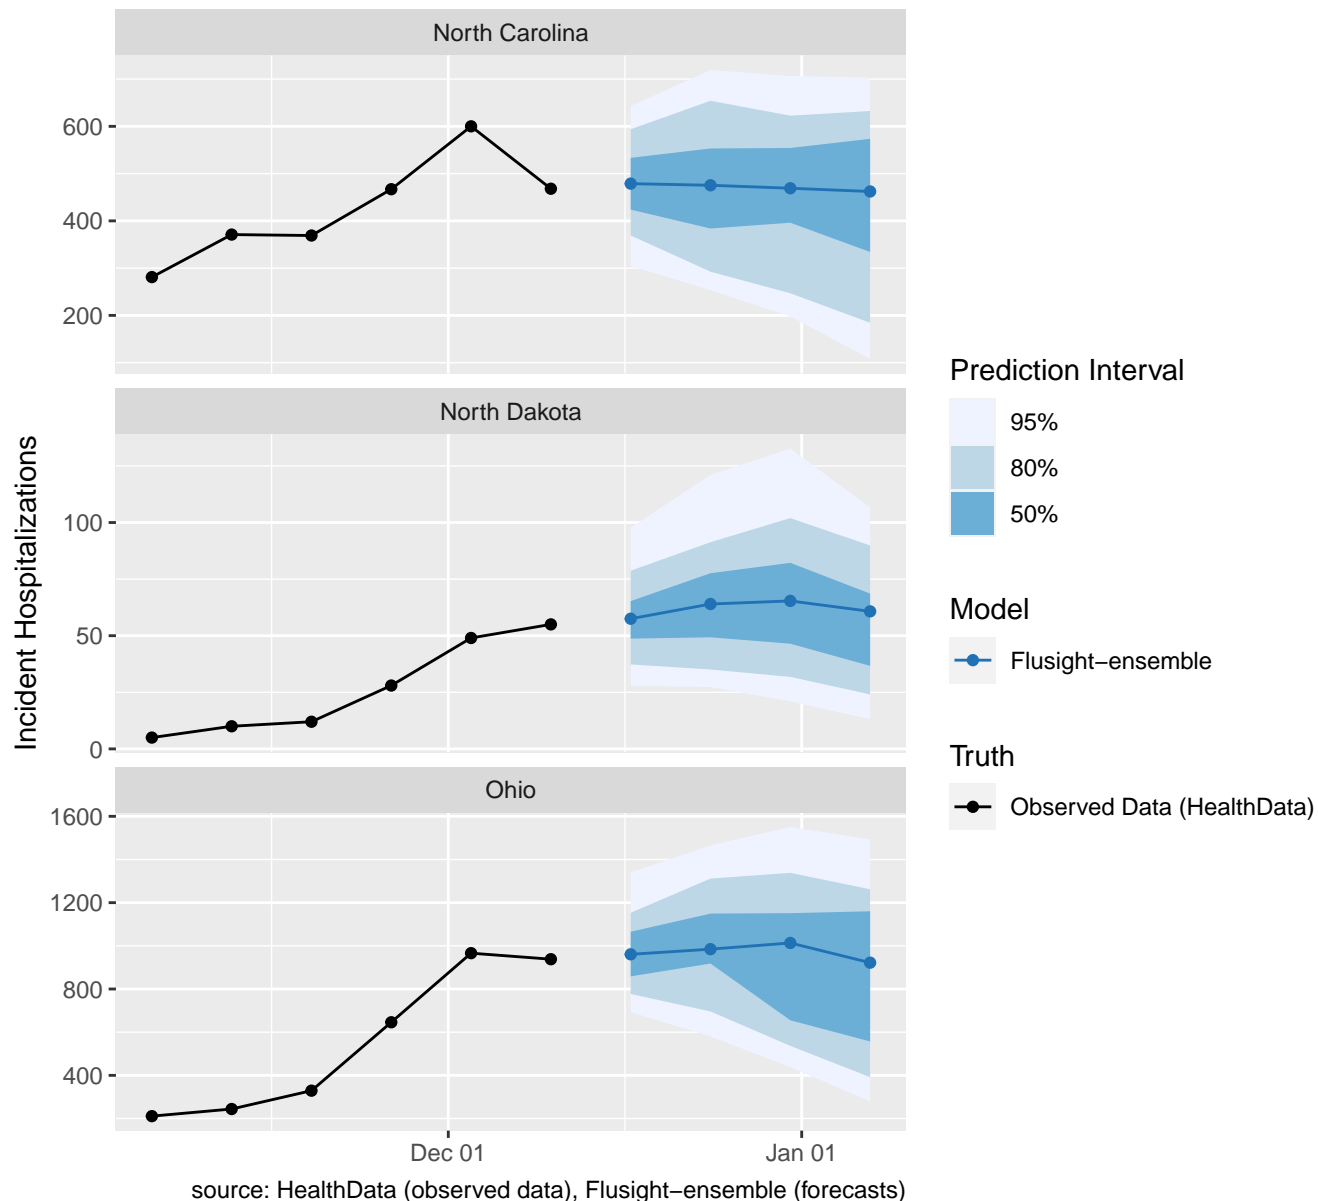 North Carolina
600
400
200
North Dakota
100
50
0
Ohio
1600
1200
800
400
Dec 01
Jan 01
Incident Hospitalizations
source: HealthData (observed data), Flusight−ensemble (forecasts)
Prediction Interval
95%
80%
50%
Model
Flusight−ensemble
Truth
Observed Data (HealthData)